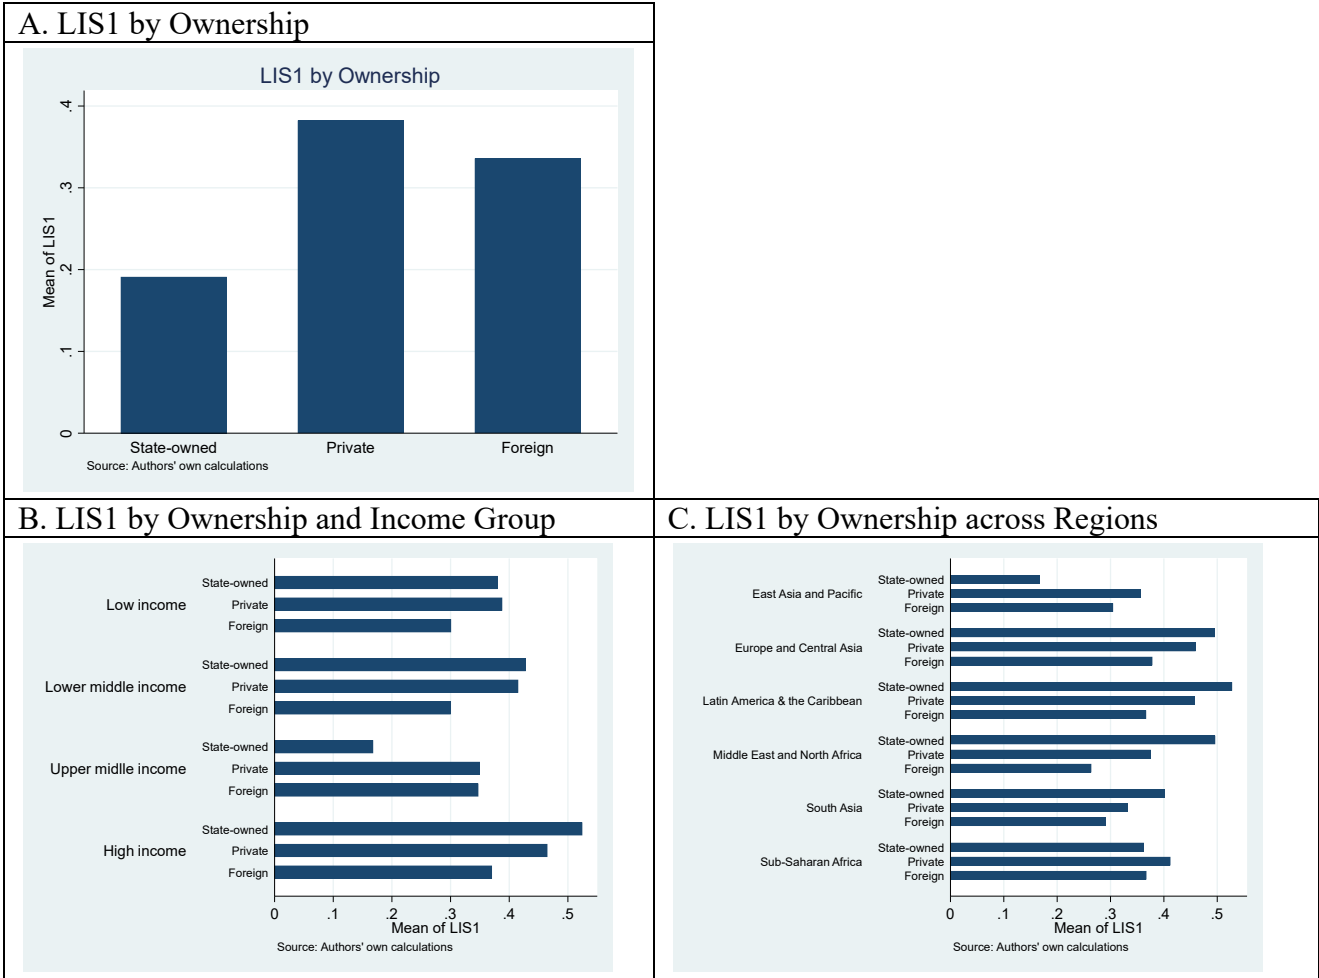 A. LIS1 by Ownership
LIS1 by Ownership
Mean of LIS1
.4
.3
.2
.1
0
State-owned Private Foreign
Source: Authors' own calculations
B. LIS1 by Ownership and Income Group
Low income
State-owned
Private
Foreign
Lower middle income
State-owned
Private
Foreign
Upper midlle income
State-owned
Private
Foreign
High income
State-owned
Private
Foreign
0 .1 .2 .3 .4 .5
Mean of LIS1
Source: Authors' own calculations
C. LIS1 by Ownership across Regions
East Asia and Pacific
State-owned
Private
Foreign
Europe and Central Asia
State-owned
Private
Foreign
Latin America & the Caribbean
State-owned
Private
Foreign
Middle East and North Africa
State-owned
Private
Foreign
South Asia
State-owned
Private
Foreign
Sub-Saharan Africa
State-owned
Private
Foreign
0 .1 .2 .3 .4 .5
Mean of LIS1
Source: Authors' own calculations